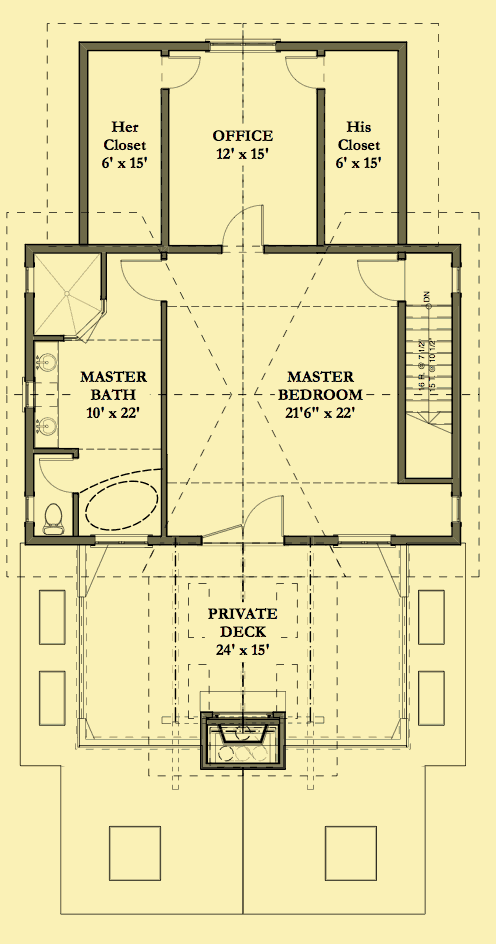 Her
Closet
6' x 15'
OFFICE
12' x 15'
His
Closet
6' x 15'
DN
16 R. @ 7 1/2"
15 T. @ 10 1/2"
MASTER
BATH
10' x 22'
MASTER
BEDROOM
21'6" x 22'
PRIVATE
DECK
24' x 15'